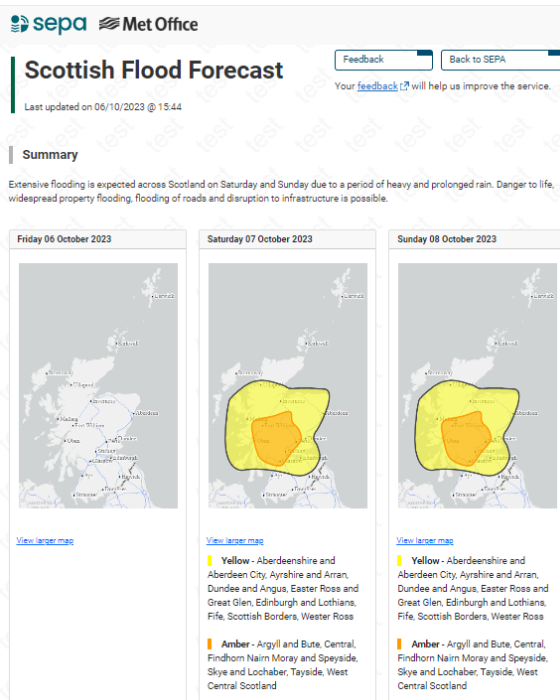 sepa Met Office
Scottish Flood Forecast
Feedback
Back to SEPA
Your feedback will help us improve the service.
Last updated on 06/10/2023 @ 15:44
Summary
Extensive flooding is expected across Scotland on Saturday and Sunday due to a period of heavy and prolonged rain. Danger to life,
widespread property flooding, flooding of roads and disruption to infrastructure is possible.
Friday 06 October 2023
Lerwick
Kirkwall
Aberdeen
Oban
View larger map
Saturday 07 October 2023
Lerwick
Kirkwall
Aberdeen
View larger map
Yellow - Aberdeenshire and
Aberdeen City, Ayrshire and Arran,
Dundee and Angus, Easter Ross and
Great Glen, Edinburgh and Lothians,
Fife, Scottish Borders, Wester Ross
Amber - Argyll and Bute, Central,
Findhorn Nairn Moray and Speyside,
Skye and Lochaber, Tayside, West
Central Scotland
Sunday 08 October 2023
Lerwick
Kirkwall
Aberdeen
View larger map
Yellow - Aberdeenshire and
Aberdeen City, Ayrshire and Arran,
Dundee and Angus, Easter Ross and
Great Glen, Edinburgh and Lothians,
Fife, Scottish Borders, Wester Ross
Amber - Argyll and Bute, Central,
Findhorn Nairn Moray and Speyside,
Skye and Lochaber, Tayside, West
Central Scotland
test